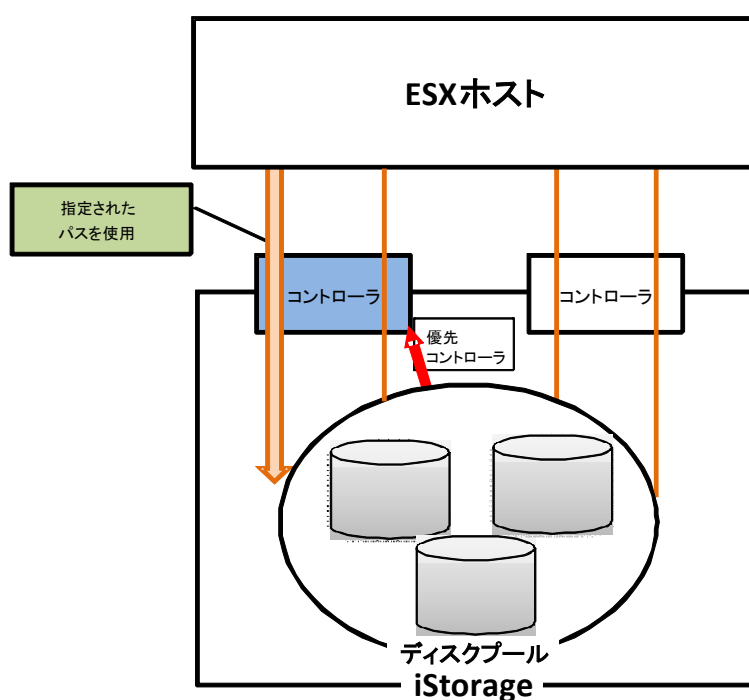 ESXホスト
指定された
パスを使用
コントローラ
コントローラ
優先
コントローラ
ディスクプール
iStorage